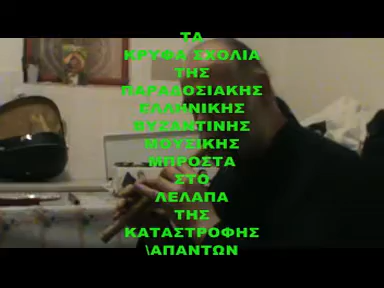 ΤΑ
ΚΡΥΦΑ ΣΧΟΛΙΑ
ΤΗΣ
ΠΑΡΑΔΟΣΙΑΚΗΣ
ΕΛΛΗΝΙΚΗΣ
ΒΥΖΑΝΤΙΝΗΣ
ΜΟΥΣΙΚΗΣ
ΜΠΡΟΣΤΑ
ΣΤΟ
ΛΕΛΑΠΑ
ΤΗΣ
ΚΑΤΑΣΤΡΟΦΗΣ
\ΑΠΑΝΤΩΝ